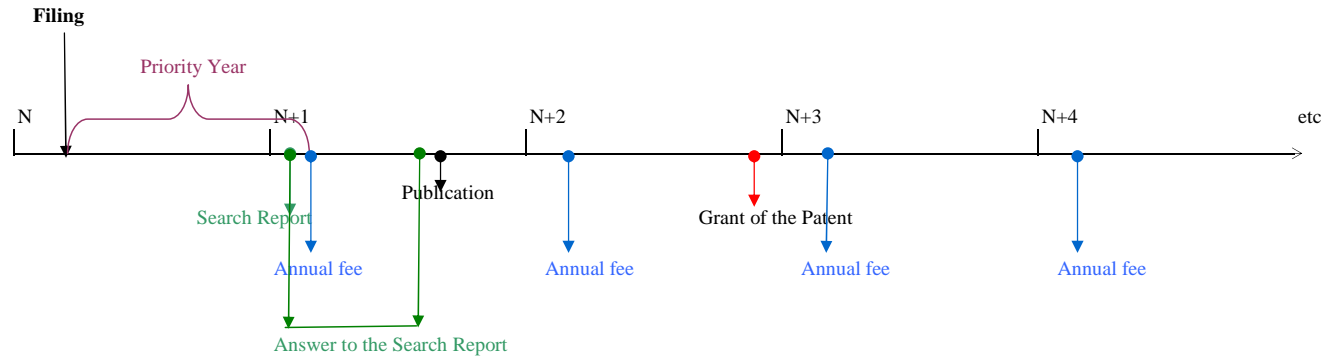 Filing
Priority Year
N N+1 N+2 N+3 N+4 etc
Publication
Search Report Grant of the Patent
Annual fee Annual fee Annual fee Annual fee
Answer to the Search Report